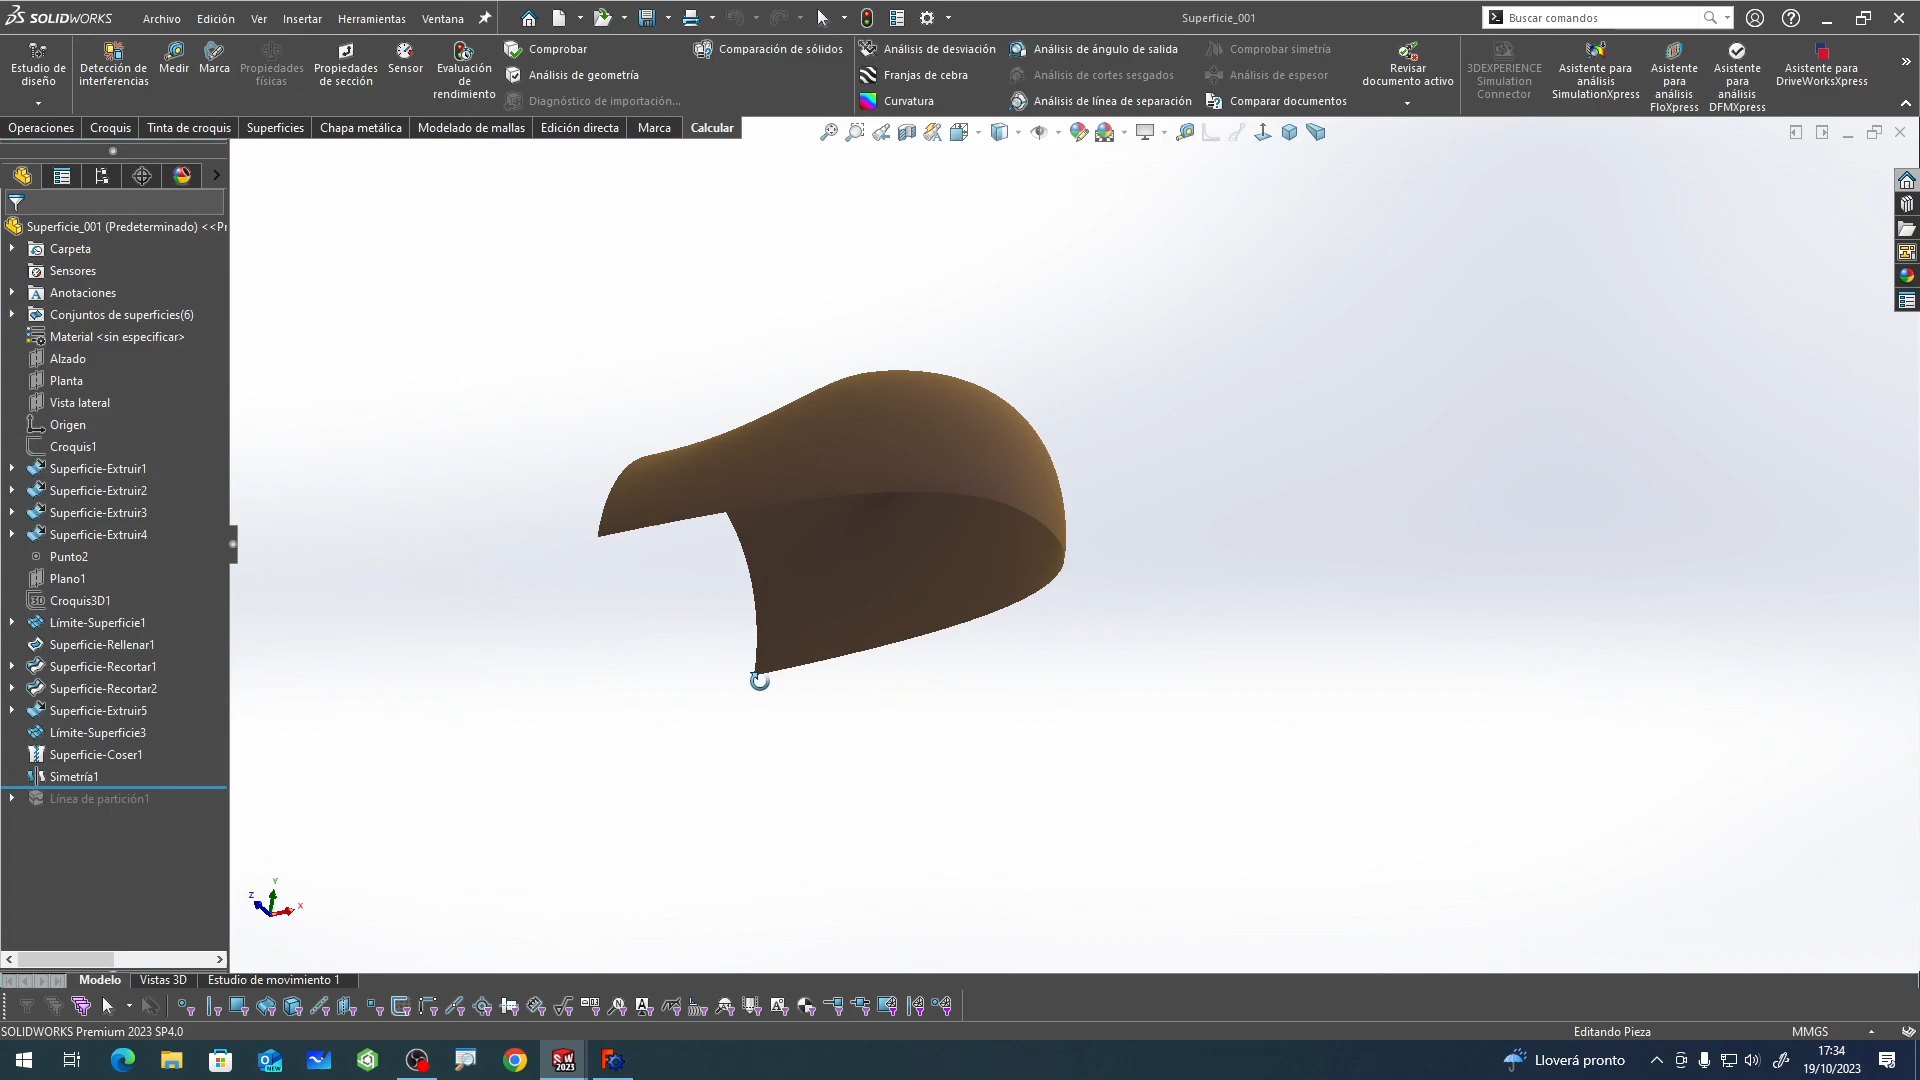 SOLIDWORKS Archivo Edición Ver Insertar Herramientas Ventana Superficie_001 Buscar comandos
Estudio de diseño
Detección de interferencias
Medir
Marca
Propiedades físicas
Propiedades de sección
Sensor
Evaluación de rendimiento
Comprobar
Análisis de geometría
Diagnóstico de importación...
Comparación de sólidos
Análisis de desviación
Franjas de cebra
Curvatura
Análisis de ángulo de salida
Análisis de cortes sesgados
Análisis de línea de separación
Comprobar simetría
Análisis de espesor
Comparar documentos
Revisar documento activo
3DEXPERIENCE Simulation Connector
Asistente para análisis SimulationXpress
Asistente para análisis FloXpress
Asistente para análisis DFMXpress
Asistente para DriveWorksXpress
Operaciones Croquis Tinta de croquis Superficies Chapa metálica Modelado de mallas Edición directa Marca Calcular
Superficie_001 (Predeterminado) <<Pr
Carpeta
Sensores
Anotaciones
Conjuntos de superficies(6)
Material <sin especificar>
Alzado
Planta
Vista lateral
Origen
Croquis1
Superficie-Extruir1
Superficie-Extruir2
Superficie-Extruir3
Superficie-Extruir4
Punto2
Plano1
Croquis3D1
Límite-Superficie1
Superficie-Rellenar1
Superficie-Recortar1
Superficie-Recortar2
Superficie-Extruir5
Límite-Superficie3
Superficie-Coser1
Simetría1
Línea de partición1
Y
Z
X
Modelo Vistas 3D Estudio de movimiento 1
SOLIDWORKS Premium 2023 SP4.0 Editando Pieza MMGS
Lloverá pronto
17:34
19/10/2023